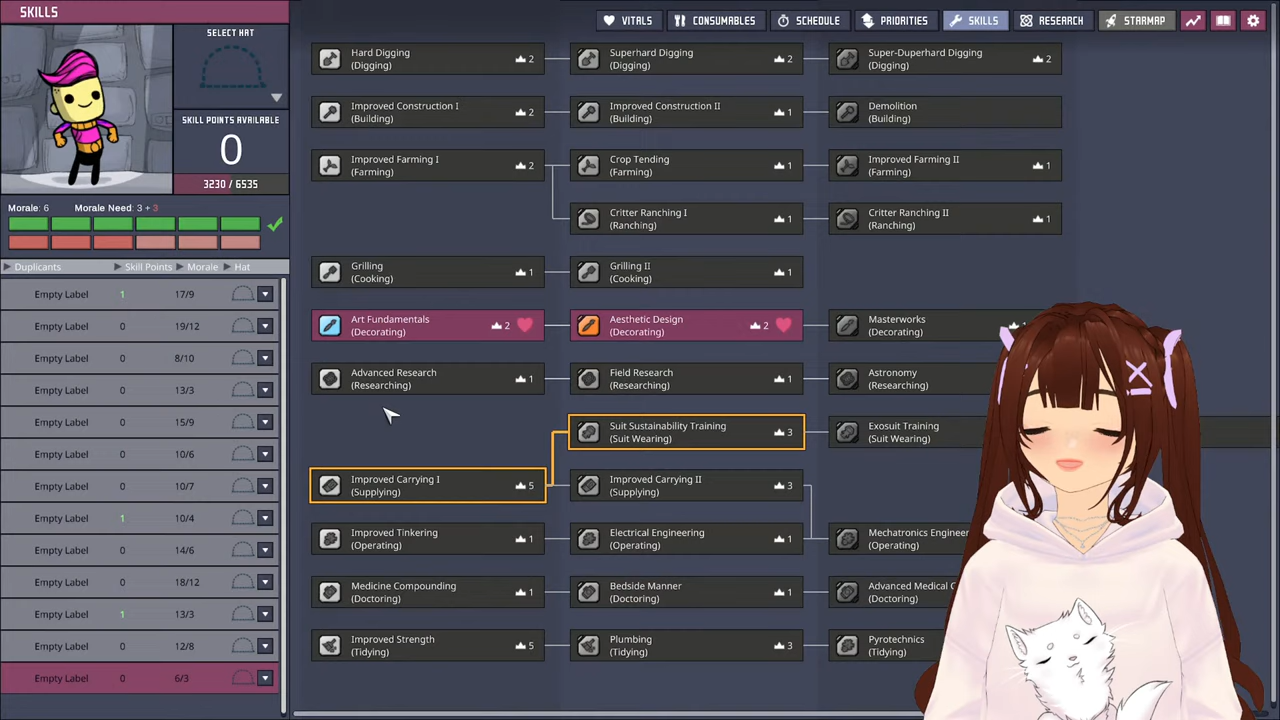 SKILLS
VITALS
CONSUMABLES
SCHEDULE
PRIORITIES
SKILLS
RESEARCH
STARMAP
SELECT HAT
SKILL POINTS AVAILABLE
0
3230 / 6535
Morale: 6 Morale Need: 3 + 3
Duplicants Skill Points Morale Hat
Empty Label 1 17/9
Empty Label 0 19/12
Empty Label 0 8/10
Empty Label 0 13/3
Empty Label 0 15/9
Empty Label 0 10/6
Empty Label 0 10/7
Empty Label 1 10/4
Empty Label 0 14/6
Empty Label 0 18/12
Empty Label 1 13/3
Empty Label 0 12/8
Empty Label 0 6/3
Hard Digging
(Digging)
2
Superhard Digging
(Digging)
2
Super-Duperhard Digging
(Digging)
2
Improved Construction I
(Building)
2
Improved Construction II
(Building)
1
Demolition
(Building)
Improved Farming I
(Farming)
2
Crop Tending
(Farming)
1
Improved Farming II
(Farming)
1
Critter Ranching I
(Ranching)
1
Critter Ranching II
(Ranching)
1
Grilling
(Cooking)
1
Grilling II
(Cooking)
1
Art Fundamentals
(Decorating)
2
Aesthetic Design
(Decorating)
2
Masterworks
(Decorating)
Advanced Research
(Researching)
1
Field Research
(Researching)
1
Astronomy
(Researching)
Suit Sustainability Training
(Suit Wearing)
3
Exosuit Training
(Suit Wearing)
Improved Carrying I
(Supplying)
5
Improved Carrying II
(Supplying)
3
Improved Tinkering
(Operating)
1
Electrical Engineering
(Operating)
1
Mechatronics Enginee
(Operating)
Medicine Compounding
(Doctoring)
1
Bedside Manner
(Doctoring)
1
Advanced Medical C
(Doctoring)
Improved Strength
(Tidying)
5
Plumbing
(Tidying)
3
Pyrotechnics
(Tidying)